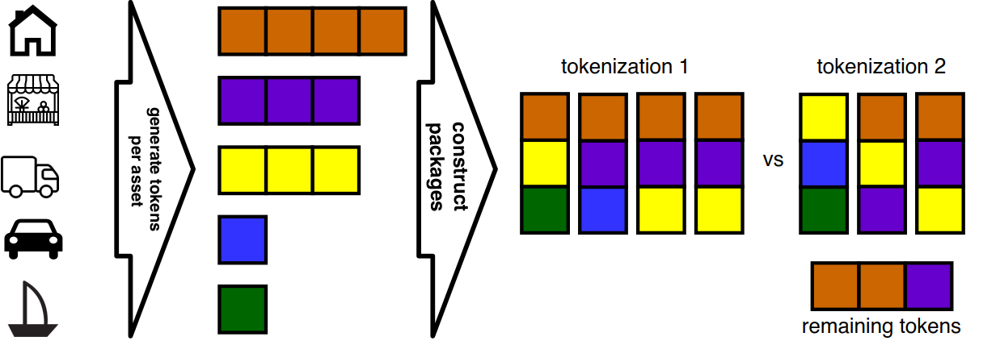 generate tokens
per asset
construct
packages
tokenization 1
vs
tokenization 2
remaining tokens